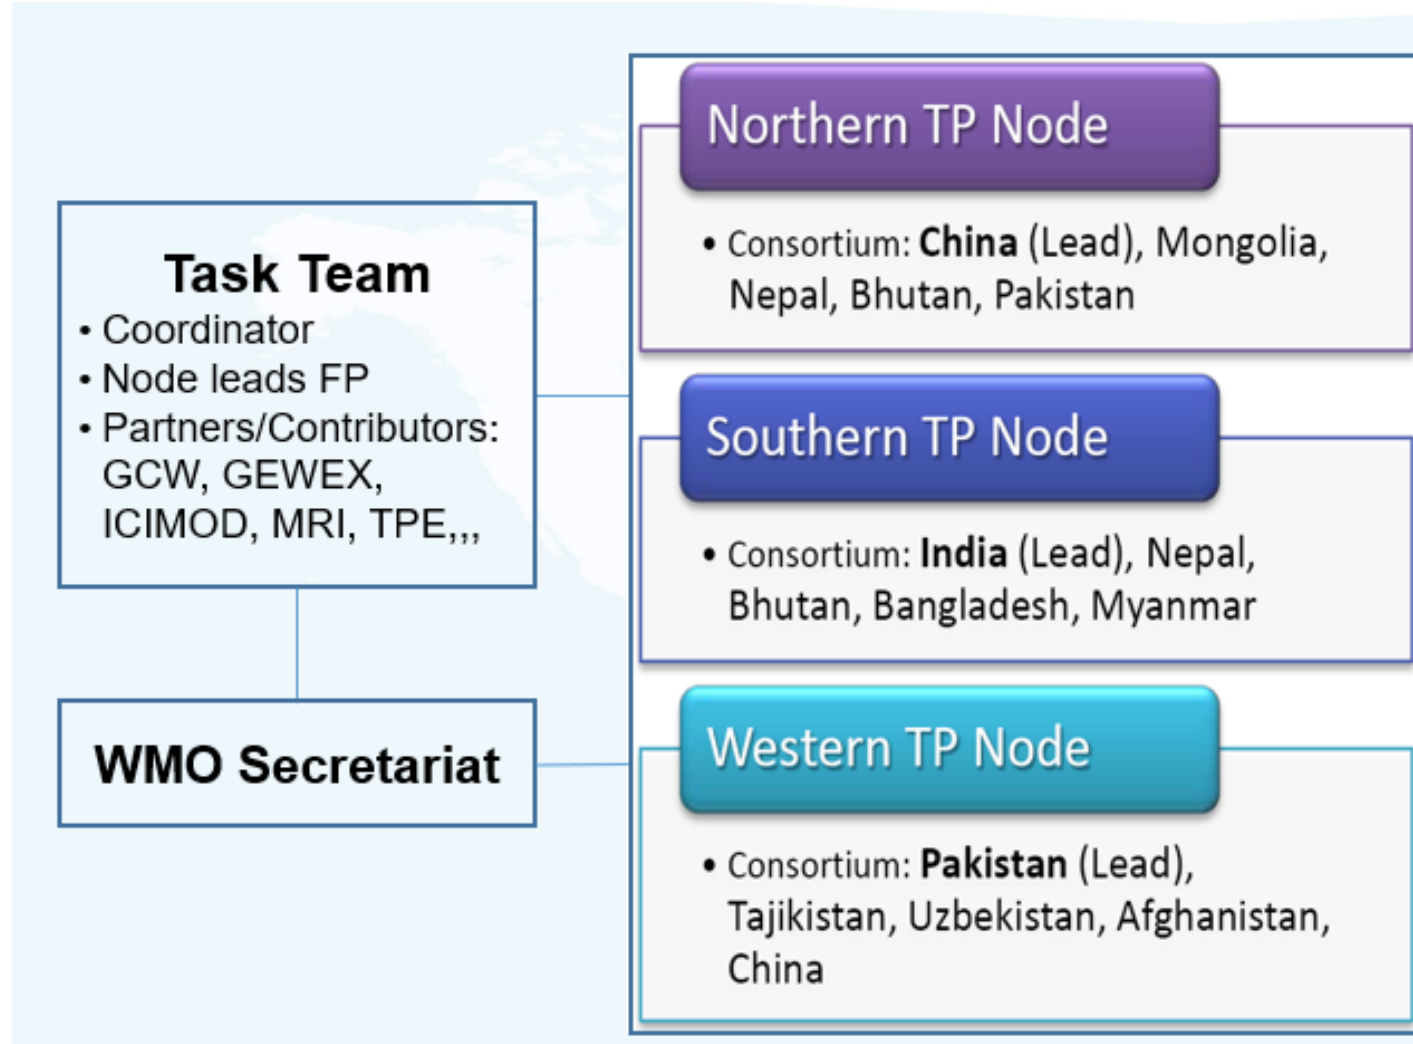 Task Team
• Coordinator
• Node leads FP
• Partners/Contributors:
GCW, GEWEX,
ICIMOD, MRI, TPE,,,
WMO Secretariat
Northern TP Node
• Consortium: China (Lead), Mongolia,
Nepal, Bhutan, Pakistan
Southern TP Node
• Consortium: India (Lead), Nepal,
Bhutan, Bangladesh, Myanmar
Western TP Node
• Consortium: Pakistan (Lead),
Tajikistan, Uzbekistan, Afghanistan,
China